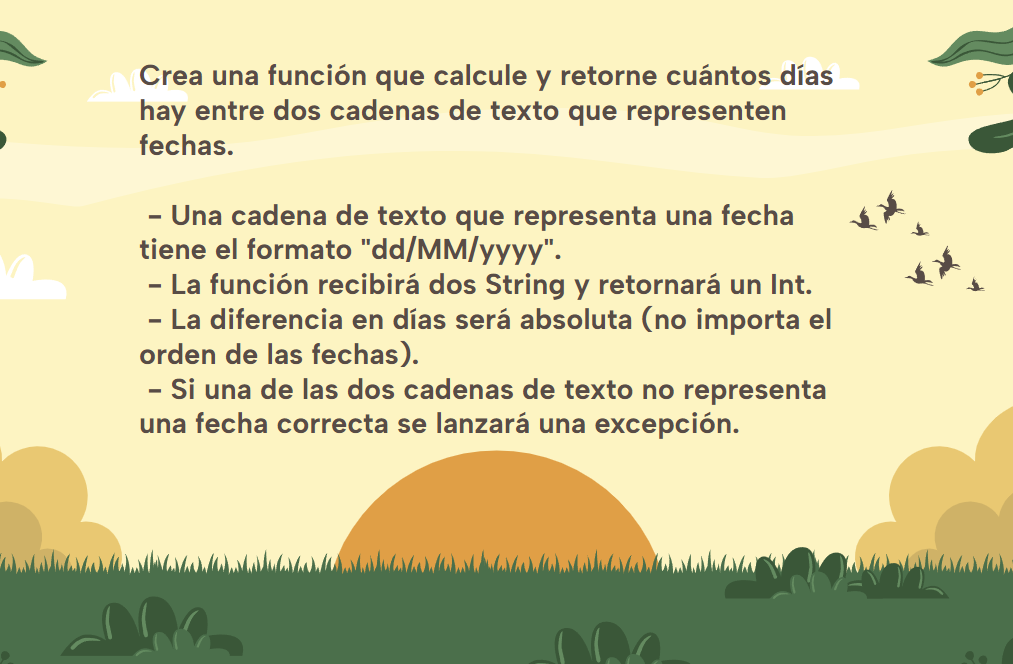 Crea una función que calcule y retorne cuántos días
hay entre dos cadenas de texto que representen
fechas.
- Una cadena de texto que representa una fecha
tiene el formato "dd/MM/yyyy".
- La función recibirá dos String y retornará un Int.
- La diferencia en días será absoluta (no importa el
orden de las fechas).
- Si una de las dos cadenas de texto no representa
una fecha correcta se lanzará una excepción.